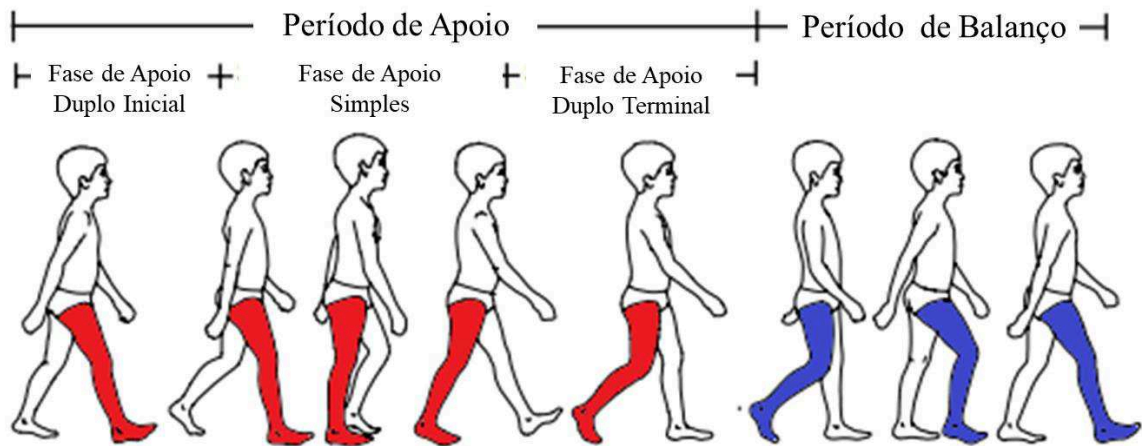 Período de Apoio
Período de Balanço
Fase de Apoio
Duplo Inicial
Fase de Apoio
Simples
Fase de Apoio
Duplo Terminal